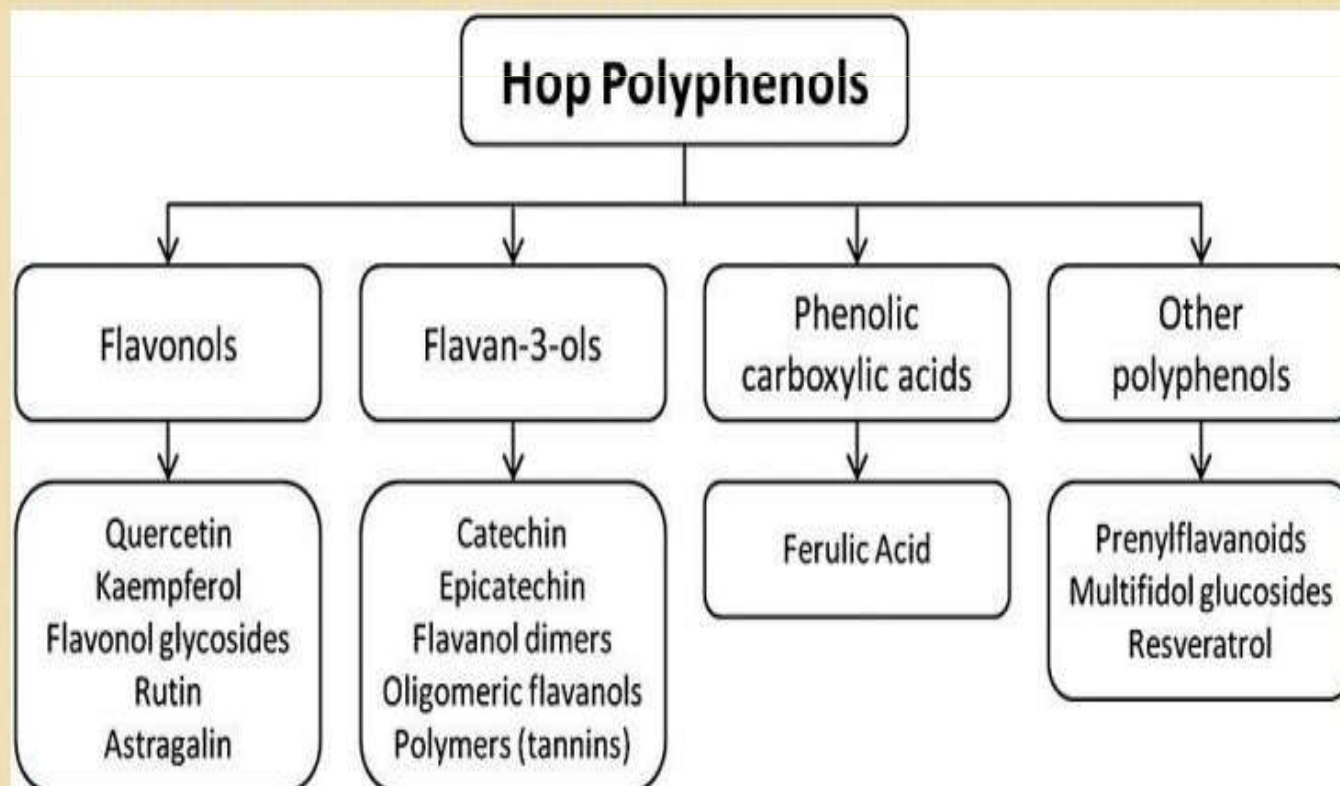 Hop Polyphenols
Flavonols
Flavan-3-ols
Phenolic
carboxylic acids
Other
polyphenols
Quercetin
Kaempferol
Flavonol glycosides
Rutin
Astragalin
Catechin
Epicatechin
Flavanol dimers
Oligomeric flavanols
Polymers (tannins)
Ferulic Acid
Prenylflavanoids
Multifidol glucosides
Resveratrol